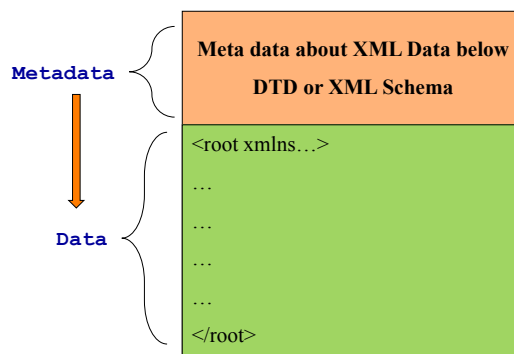 Meta data about XML Data below
DTD or XML Schema
Metadata
<root xmlns…>
…
…
Data
…
…
</root>